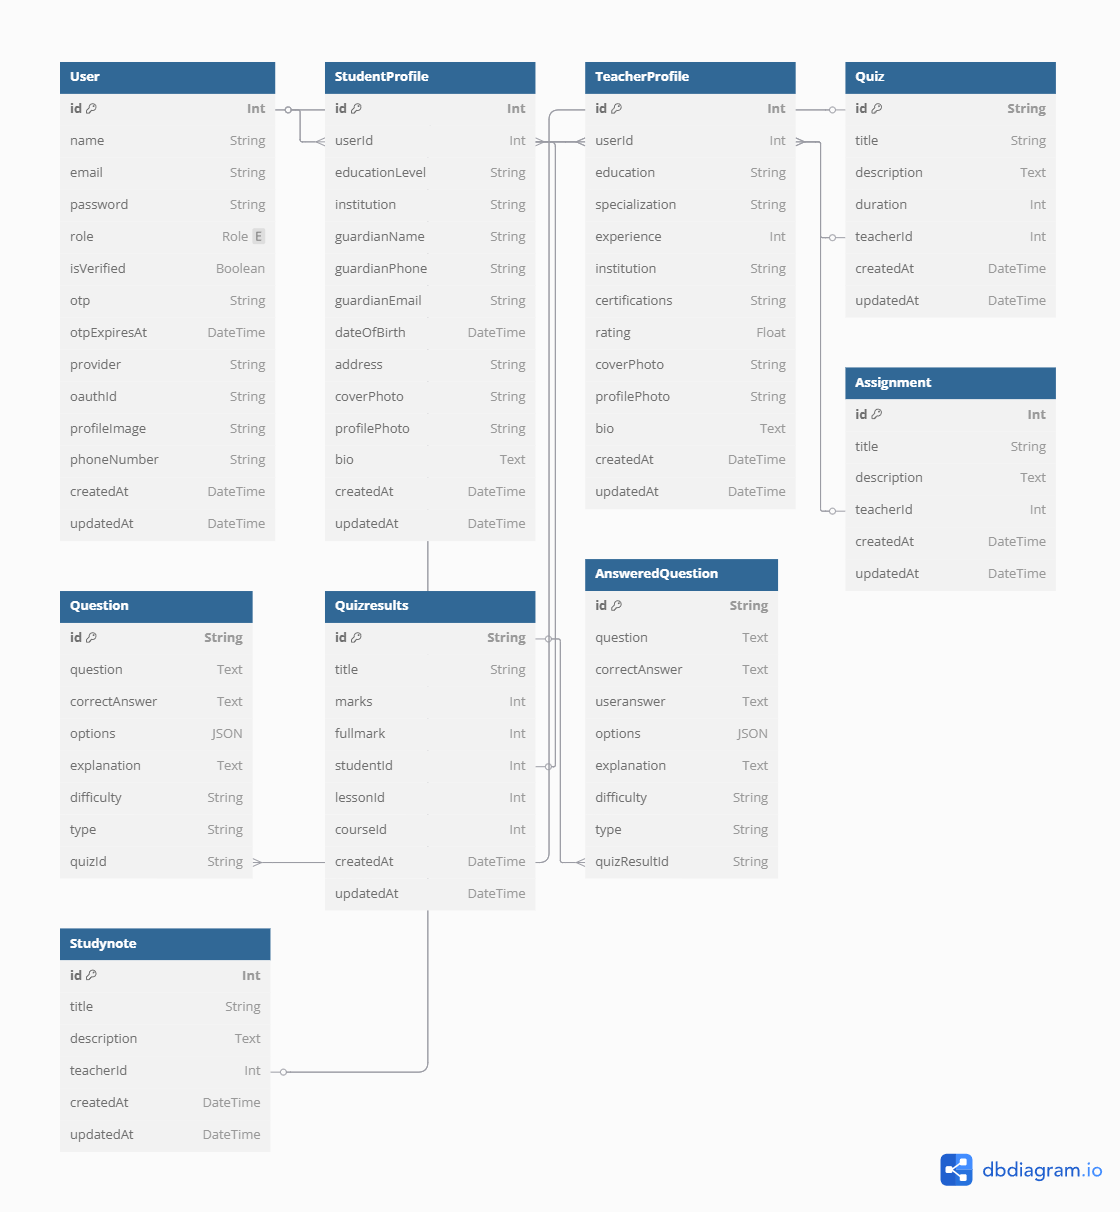 User
id Int
name String
email String
password String
role Role E
isVerified Boolean
otp String
otpExpiresAt DateTime
provider String
oauthId String
profileImage String
phoneNumber String
createdAt DateTime
updatedAt DateTime
StudentProfile
id Int
userId Int
educationLevel String
institution String
guardianName String
guardianPhone String
guardianEmail String
dateOfBirth DateTime
address String
coverPhoto String
profilePhoto String
bio Text
createdAt DateTime
updatedAt DateTime
TeacherProfile
id Int
userId Int
education String
specialization String
experience Int
institution String
certifications String
rating Float
coverPhoto String
profilePhoto String
bio Text
createdAt DateTime
updatedAt DateTime
Quiz
id String
title String
description Text
duration Int
teacherId Int
createdAt DateTime
updatedAt DateTime
Assignment
id Int
title String
description Text
teacherId Int
createdAt DateTime
updatedAt DateTime
Question
id String
question Text
correctAnswer Text
options JSON
explanation Text
difficulty String
type String
quizId String
Quizresults
id String
title String
marks Int
fullmark Int
studentId Int
lessonId Int
courseId Int
createdAt DateTime
updatedAt DateTime
AnsweredQuestion
id String
question Text
correctAnswer Text
useranswer Text
options JSON
explanation Text
difficulty String
type String
quizResultId String
Studynote
id Int
title String
description Text
teacherId Int
createdAt DateTime
updatedAt DateTime
dbdiagram.io